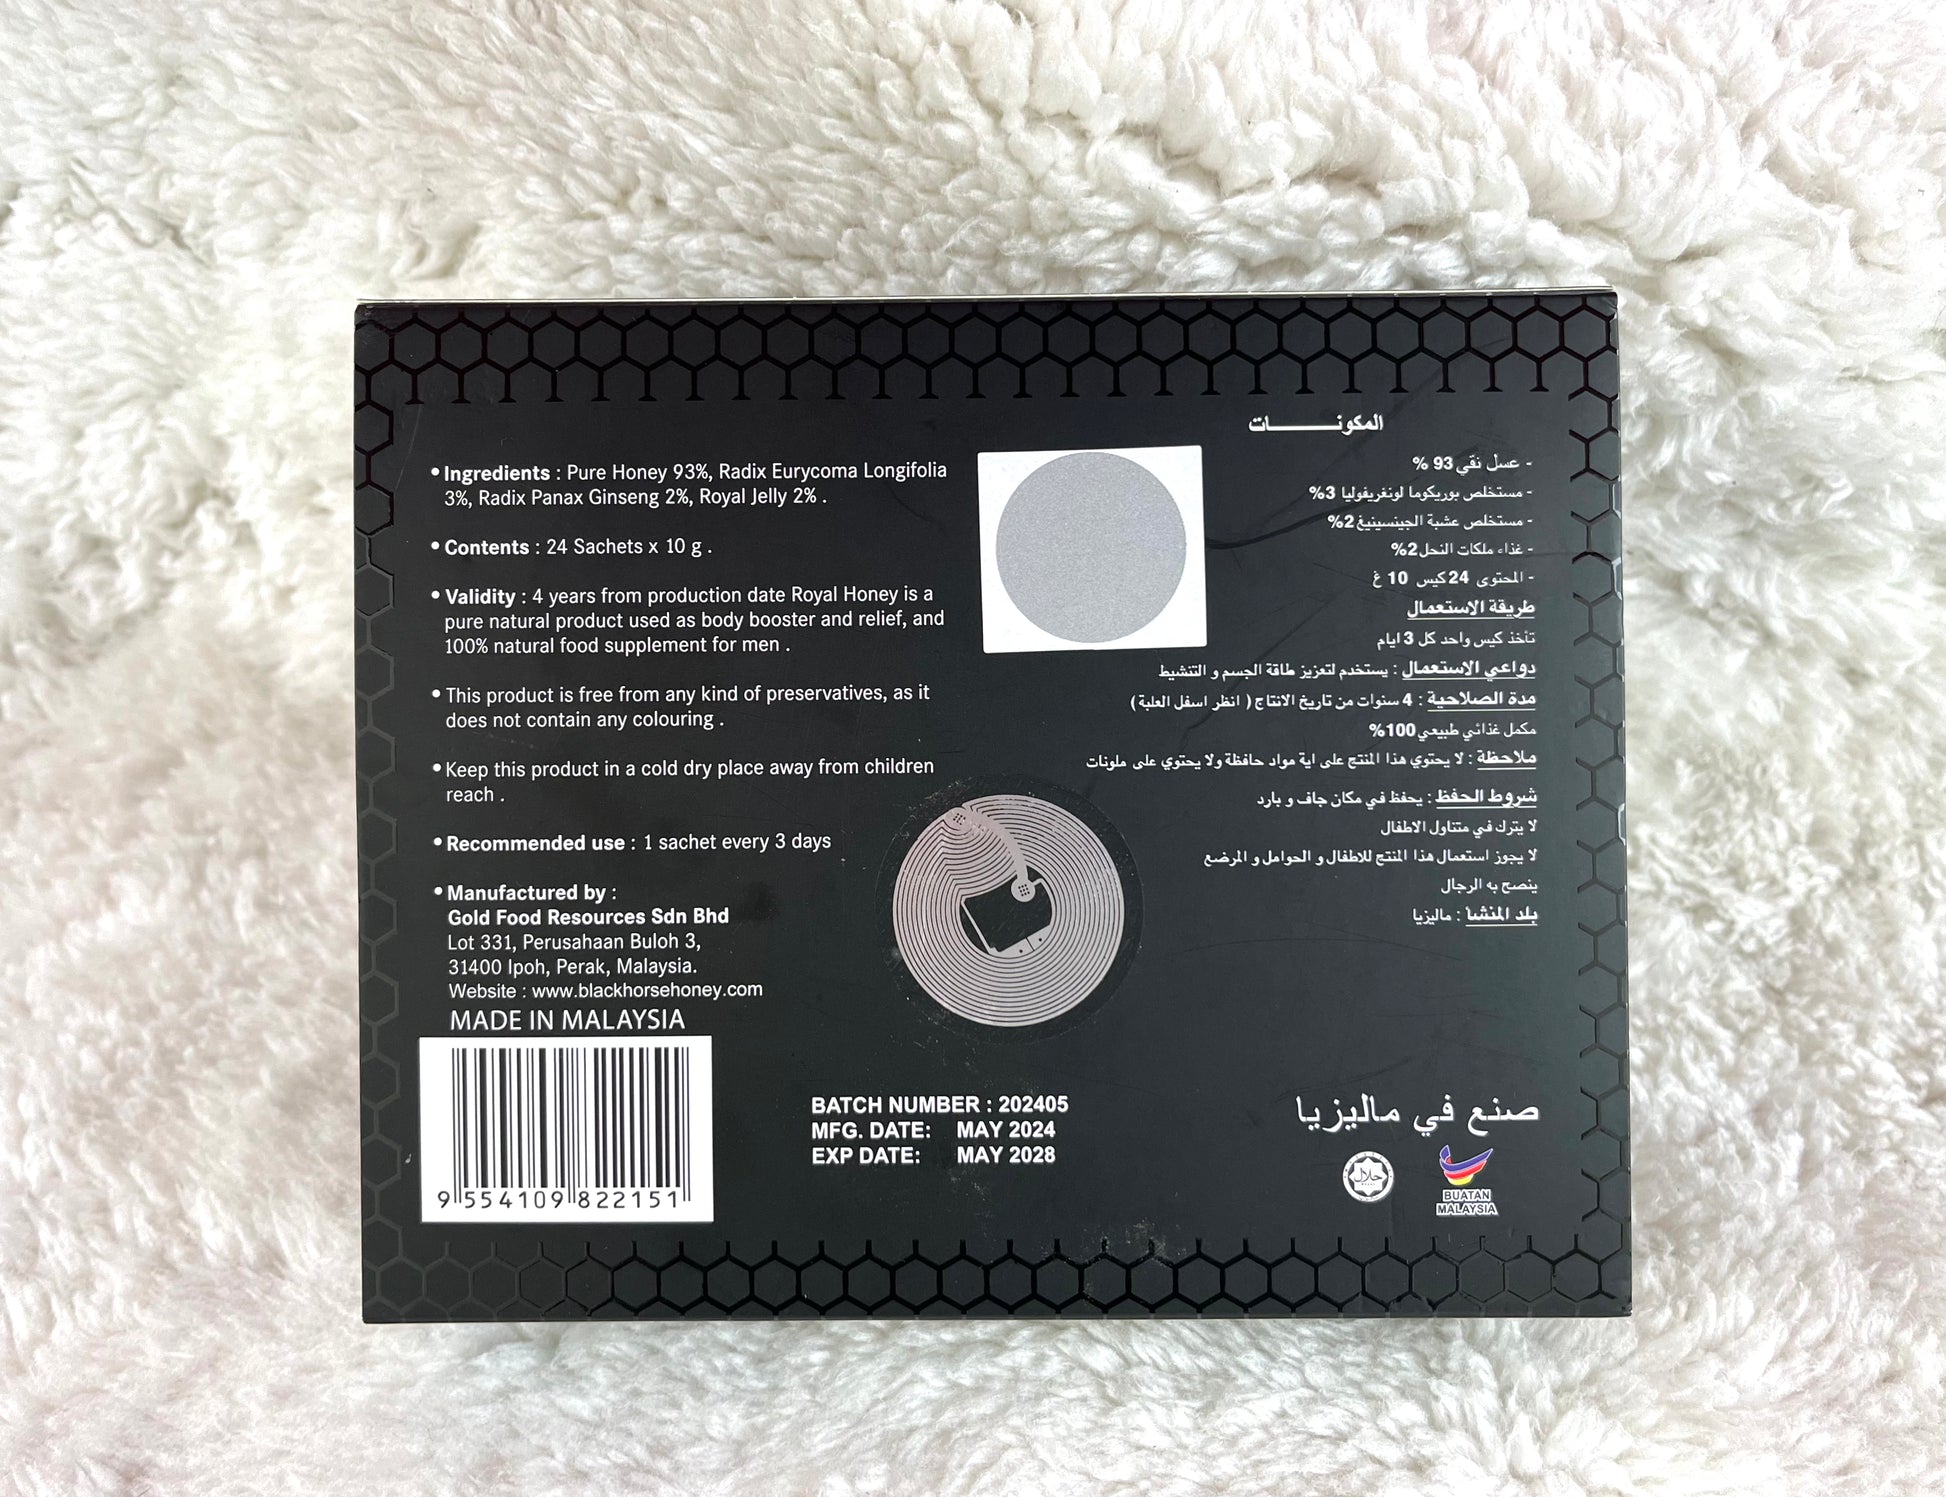 • Ingredients : Pure Honey 93%, Radix Eurycoma Longifolia
3%, Radix Panax Ginseng 2%, Royal Jelly 2% .
• Contents : 24 Sachets x 10 g .
• Validity : 4 years from production date Royal Honey is a
pure natural product used as body booster and relief, and
100% natural food supplement for men .
• This product is free from any kind of preservatives, as it
does not contain any colouring .
• Keep this product in a cold dry place away from children
reach .
• Recommended use : 1 sachet every 3 days
• Manufactured by :
Gold Food Resources Sdn Bhd
Lot 331, Perusahaan Buloh 3,
31400 Ipoh, Perak, Malaysia.
Website : www.blackhorsehoney.com
MADE IN MALAYSIA
9 554109 822151
BATCH NUMBER : 202405
MFG. DATE: MAY 2024
EXP DATE: MAY 2028
المكونـــــــات
- عسل نقي 93 %
- مستخلص يوريكوما لونغريفوليا 3%
- مستخلص عشبة الجينسينيغ 2%
- غذاء ملكات النحل 2%
- المحتوى 24 كيس 10 غ
طريقة الاستعمال
تأخذ كيس واحد كل 3 ايام
دواعي الاستعمال : يستخدم لتعزيز طاقة الجسم و التنشيط
مدة الصلاحية : 4 سنوات من تاريخ الانتاج ( انظر اسفل العلبة )
مكمل غذائي طبيعي 100%
ملاحظة : لا يحتوي هذا المنتج على اية مواد حافظة ولا يحتوي على ملونات
شروط الحفظ : يحفظ في مكان جاف و بارد
لا يترك في متناول الاطفال
لا يجوز استعمال هذا المنتج للاطفال و الحوامل و المرضع
ينصح به الرجال
بلد المنشأ : ماليزيا
صنع في ماليزيا
حلال
BUATAN
MALAYSIA